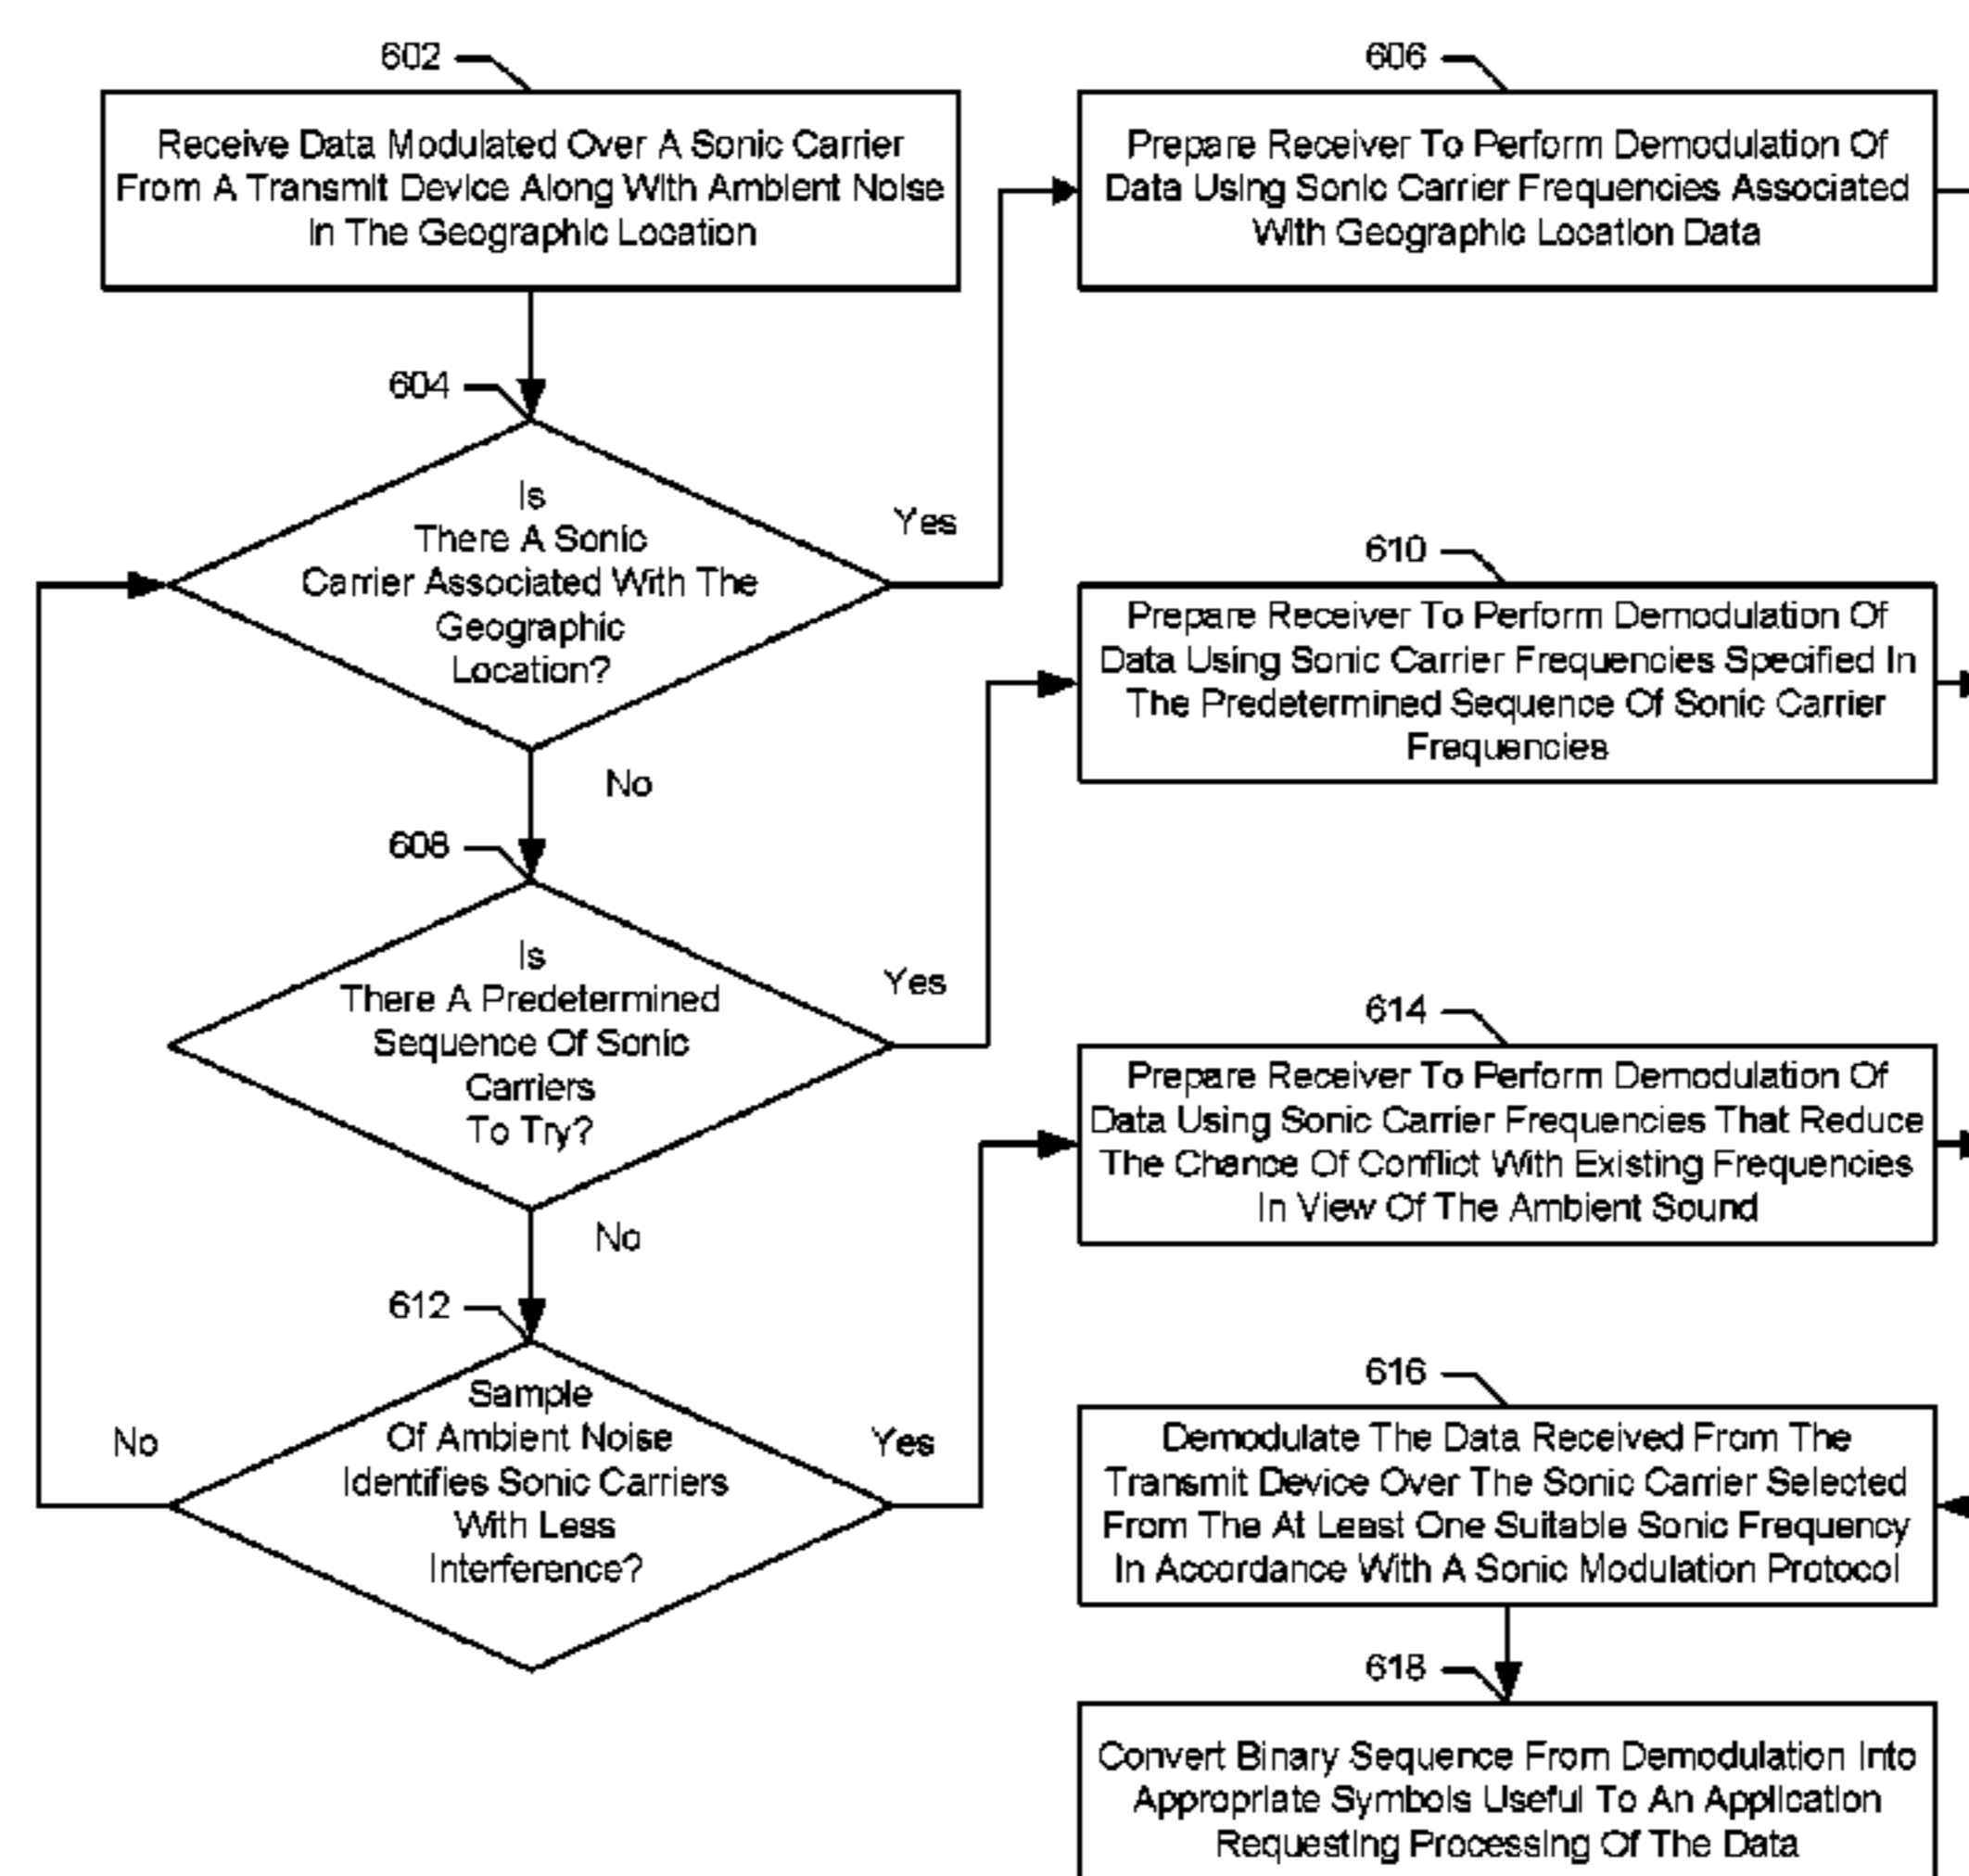 602
Receive Data Modulated Over A Sonic Carrier
From A Transmit Device Along With Ambient Noise
In The Geographic Location
604
Is
There A Sonic
Carrier Associated With The
Geographic
Location?
Yes
No
606
Prepare Receiver To Perform Demodulation Of
Data Using Sonic Carrier Frequencies Associated
With Geographic Location Data
608
Is
There A Predetermined
Sequence Of Sonic
Carriers
To Try?
Yes
No
610
Prepare Receiver To Perform Demodulation Of
Data Using Sonic Carrier Frequencies Specified In
The Predetermined Sequence Of Sonic Carrier
Frequencies
612
Sample
Of Ambient Noise
Identifies Sonic Carriers
With Less
Interference?
No
Yes
614
Prepare Receiver To Perform Demodulation Of
Data Using Sonic Carrier Frequencies That Reduce
The Chance Of Conflict With Existing Frequencies
In View Of The Ambient Sound
616
Demodulate The Data Received From The
Transmit Device Over The Sonic Carrier Selected
From The At Least One Suitable Sonic Frequency
In Accordance With A Sonic Modulation Protocol
618
Convert Binary Sequence From Demodulation Into
Appropriate Symbols Useful To An Application
Requesting Processing Of The Data